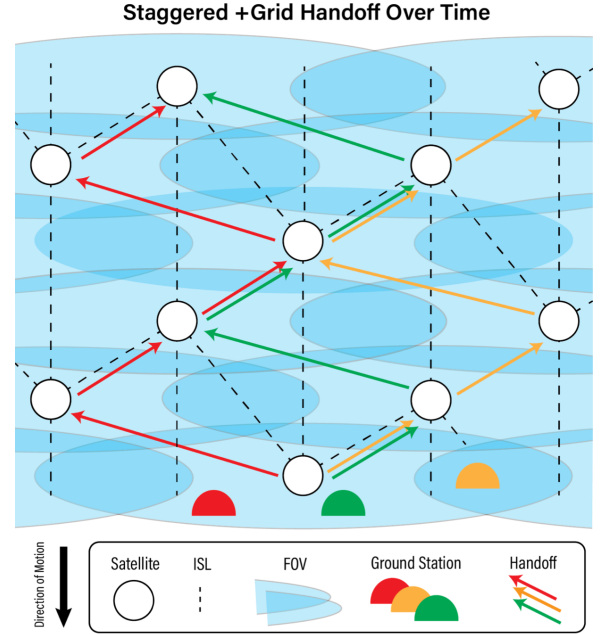 Staggered +Grid Handoff Over Time
Direction of Motion
Satellite
ISL
FOV
Ground Station
Handoff